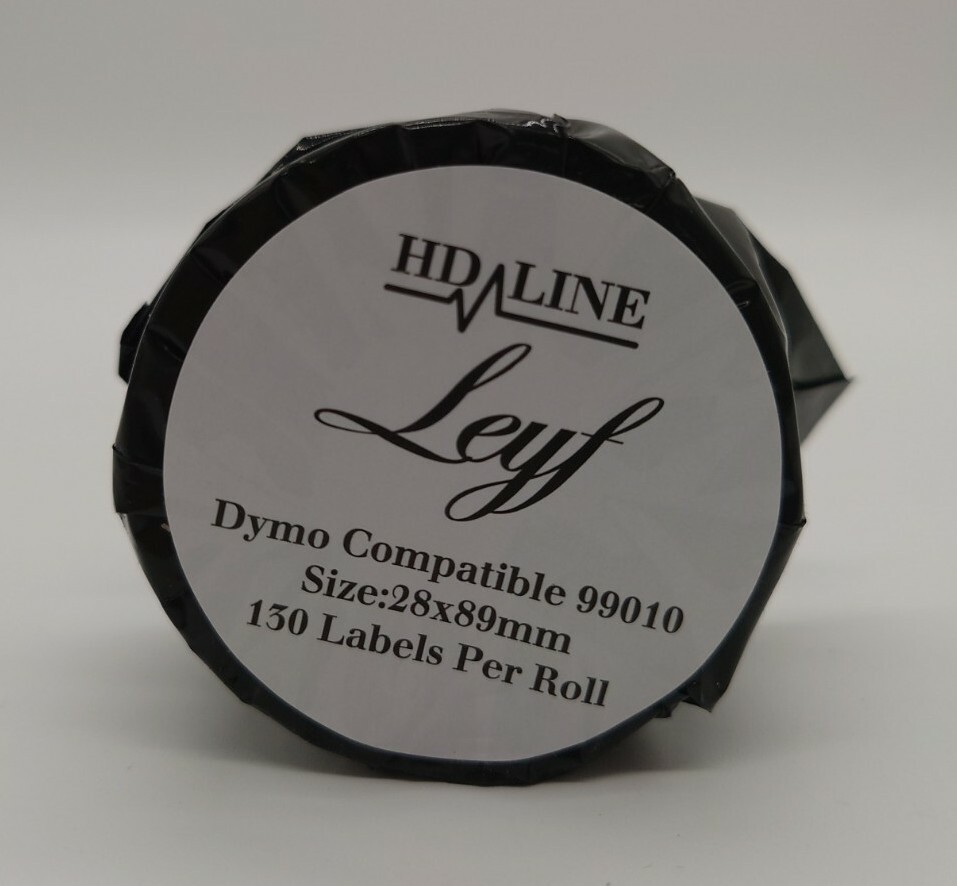 HD LINE
Leyf
Dymo Compatible 99010
Size:28x89mm
130 Labels Per Roll